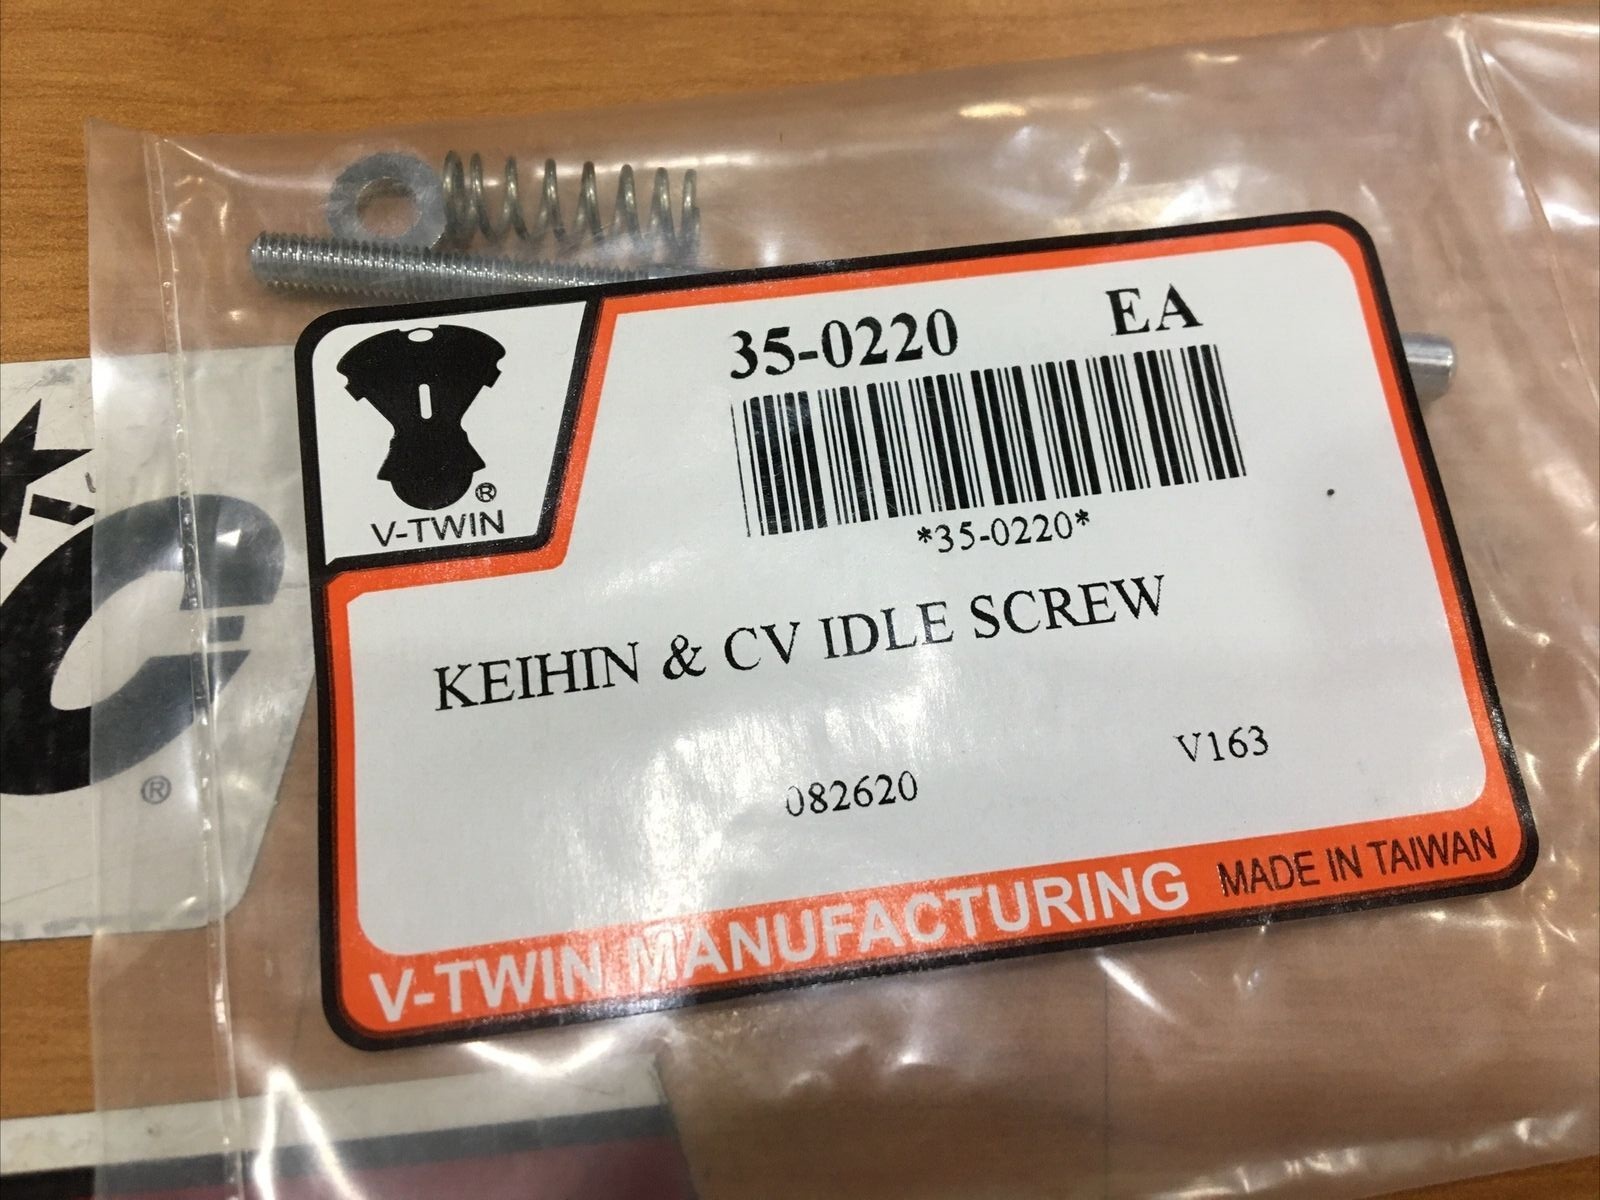 35-0220 EA
*35-0220*
®
V-TWIN
KEIHIN & CV IDLE SCREW
V163
082620
V-TWIN MANUFACTURING MADE IN TAIWAN
C
®